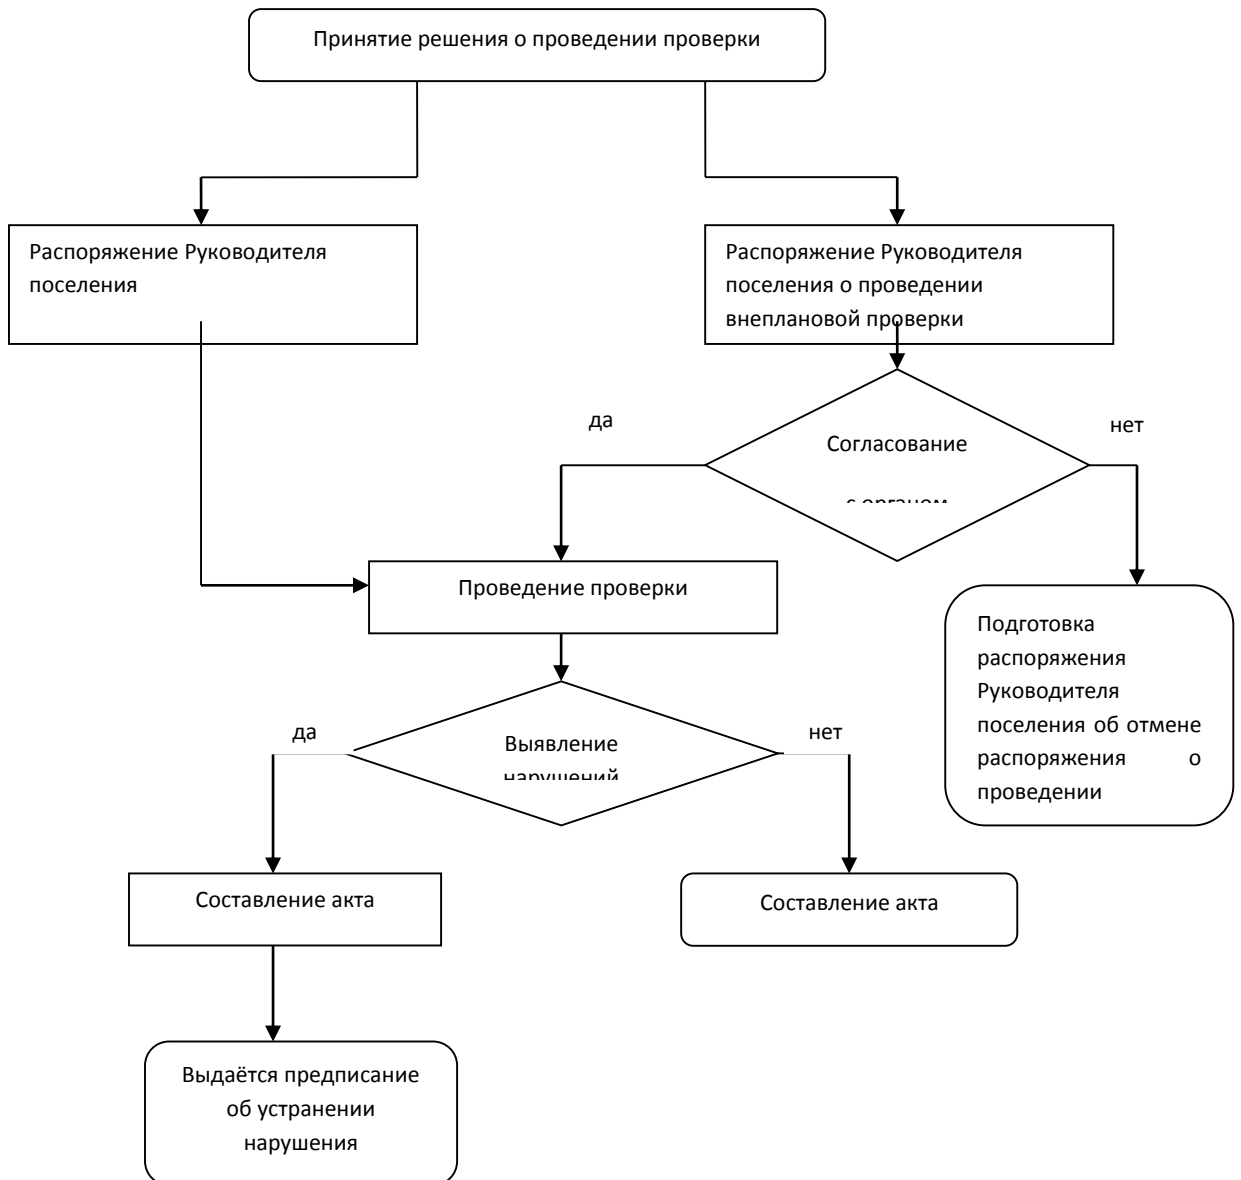 Принятие решения о проведении проверки
Распоряжение Руководителя
поселения
Распоряжение Руководителя
поселения о проведении
внеплановой проверки
да
нет
Согласование
с органом
Проведение проверки
Подготовка
распоряжения
Руководителя
поселения об отмене
распоряжения о
проведении
да
нет
Выявление
нарушений
Составление акта
Составление акта
Выдаётся предписание
об устранении
нарушения